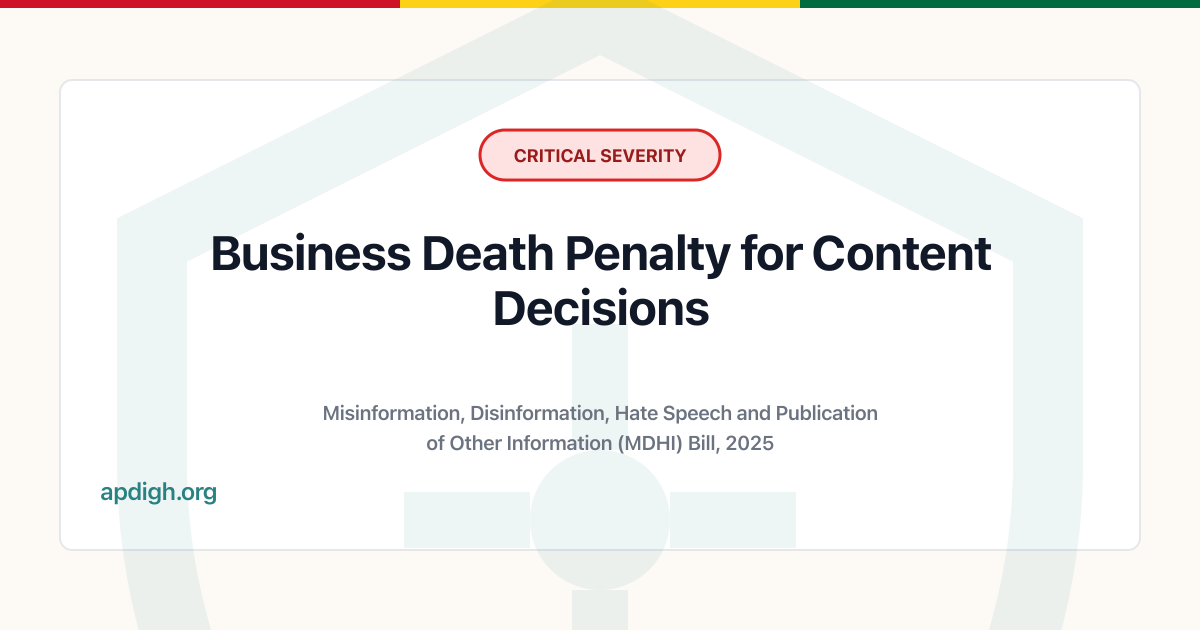 CRITICAL SEVERITY
Business Death Penalty for Content
Decisions
Misinformation, Disinformation, Hate Speech and Publication
of Other Information (MDHI) Bill, 2025
apdigh.org